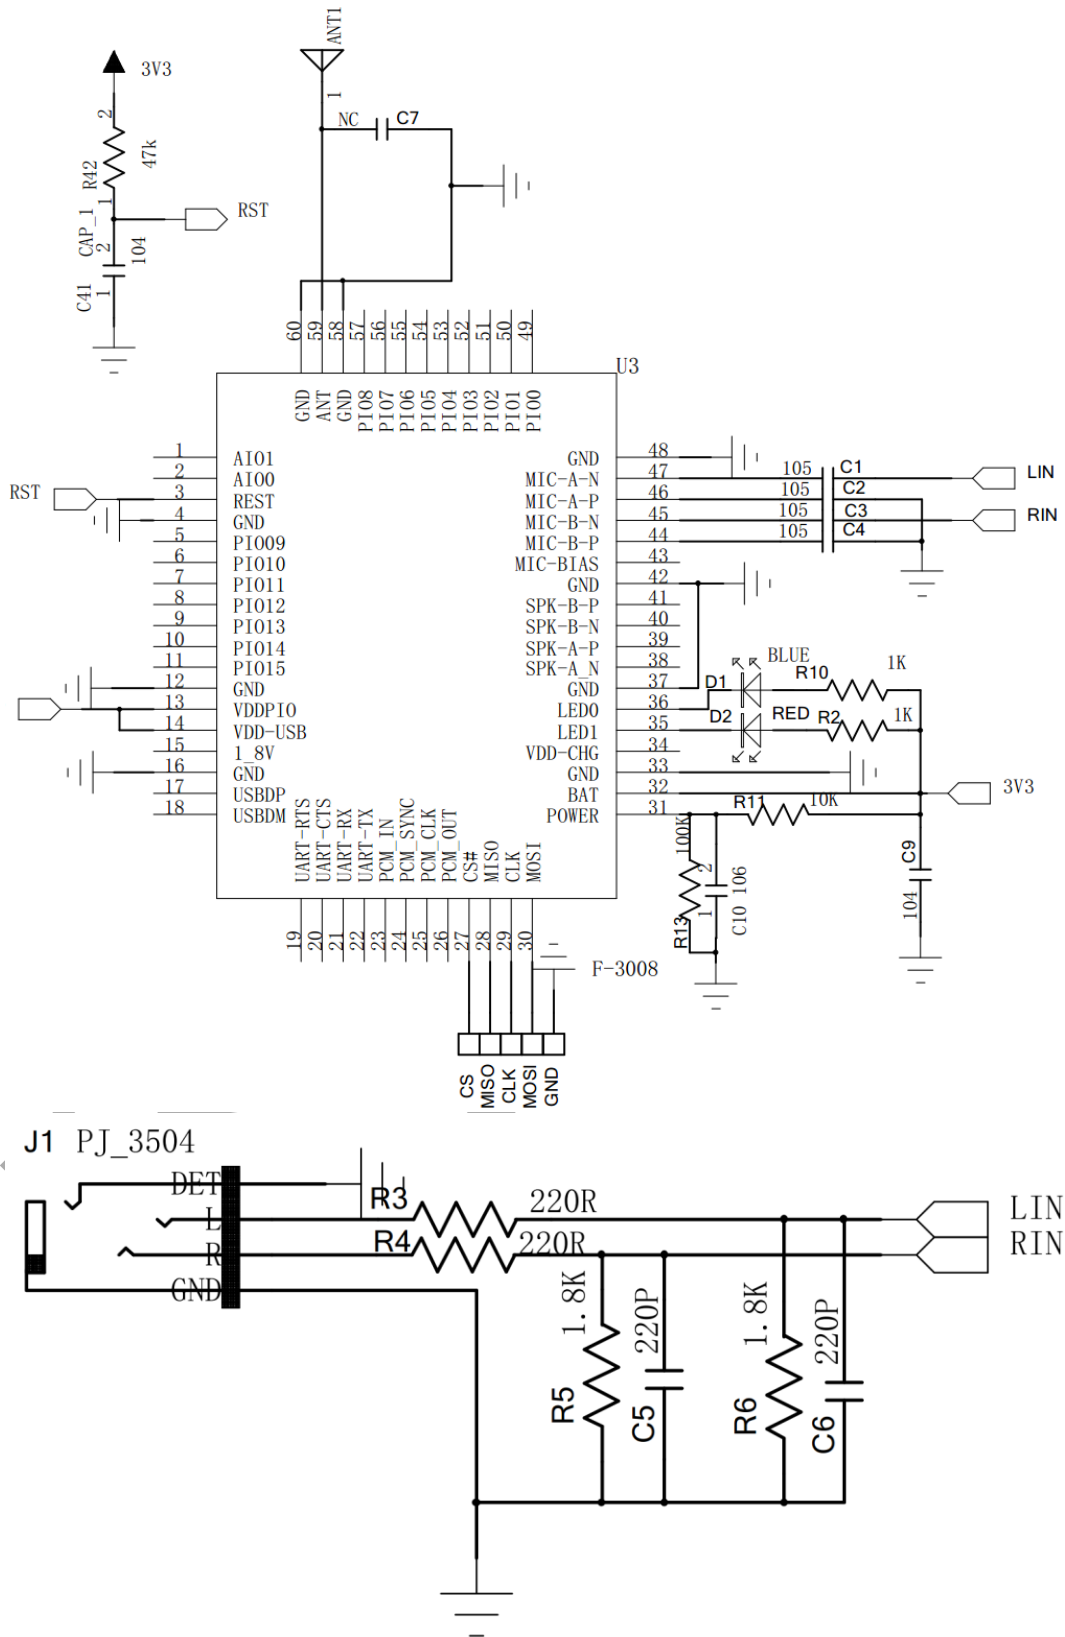 ANT1
3V3
1
2
NC
C7
47k
R42
1
RST
CAP_1
2
104
C41
1
60
59
58
57
56
55
54
53
52
51
50
49
U3
GND
ANT
GND
PIO8
PIO7
PIO6
PIO5
PIO4
PIO3
PIO2
PIO1
PIO0
1 AIO1
2 AIO0
RST 3 REST
4 GND
5 PIO09
6 PIO10
7 PIO11
8 PIO12
9 PIO13
10 PIO14
11 PIO15
12 GND
13 VDDPIO
14 VDD-USB
15 1_8V
16 GND
17 USBDP
18 USBDM
GND 48
MIC-A-N 47 105 C1 LIN
MIC-A-P 46 105 C2
MIC-B-N 45 105 C3 RIN
MIC-B-P 44 105 C4
MIC-BIAS 43
GND 42
SPK-B-P 41
SPK-B-N 40
SPK-A-P 39
SPK-A_N 38
GND 37
LED0 36 D1 BLUE R10 1K
LED1 35 D2 RED R2 1K
VDD-CHG 34
GND 33
BAT 32 3V3
POWER 31 R11 10K
100K
R13
2
1
C10 106
C9
104
UART-RTS
UART-CTS
UART-RX
UART-TX
PCM_IN
PCM_SYNC
PCM_CLK
PCM_OUT
CS#
MISO
CLK
MOSI
19
20
21
22
23
24
25
26
27
28
29
30
F-3008
CS
MISO
CLK
MOSI
GND
J1 PJ_3504
DET
L R3 220R LIN
R R4 220R RIN
GND
1.8K
R5
220P
C5
1.8K
R6
220P
C6